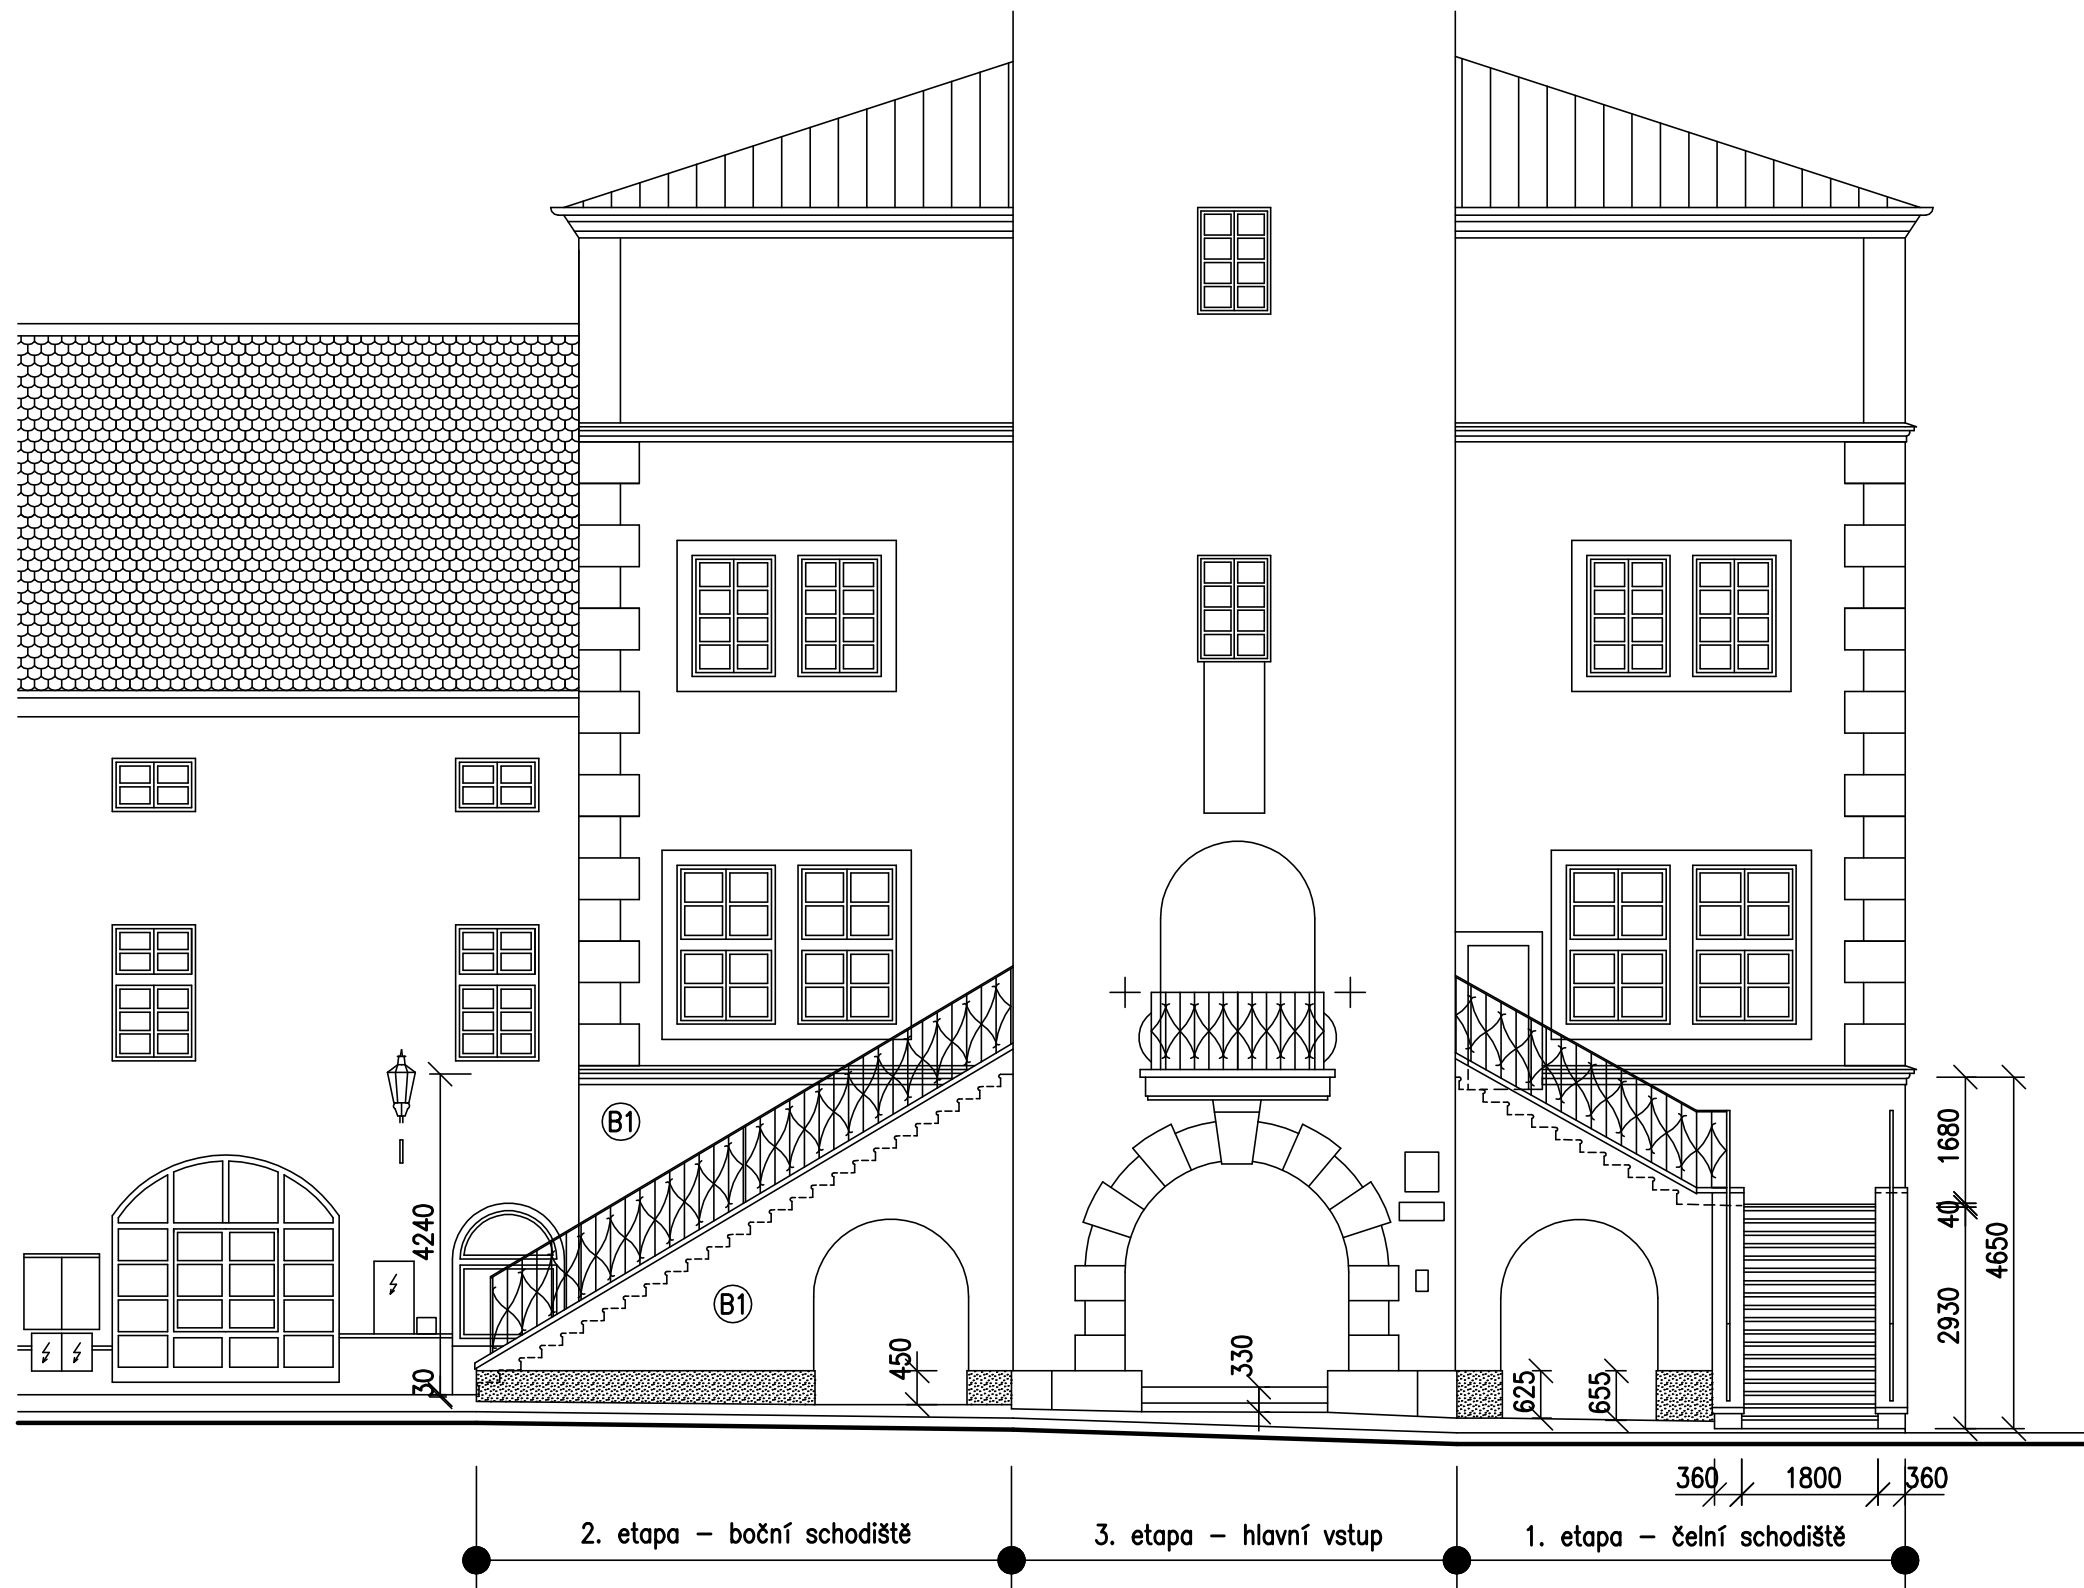 B1
1680
4240
40
4650
B1
2930
450
330
30
625
655
360
1800
360
2. etapa – boční schodiště
3. etapa – hlavní vstup
1. etapa – čelní schodiště